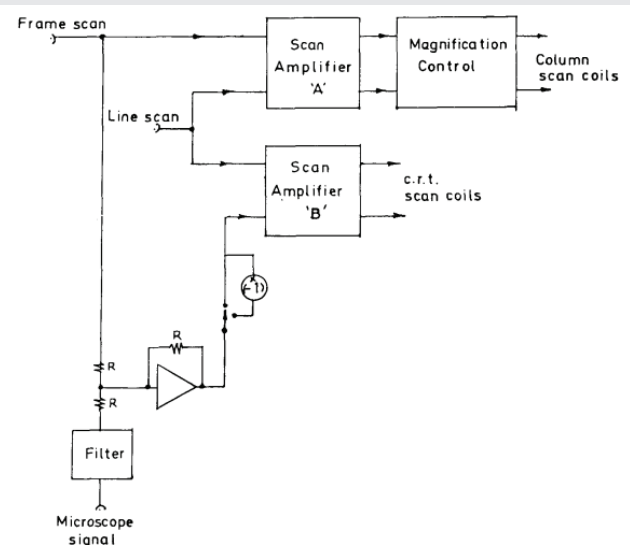 Frame scan
Scan
Amplifier
'A'
Magnification
Control
Column
scan coils
Line scan
Scan
Amplifier
'B'
c.r.t.
scan coils
(-1)
R
R
R
Filter
Microscope
signal